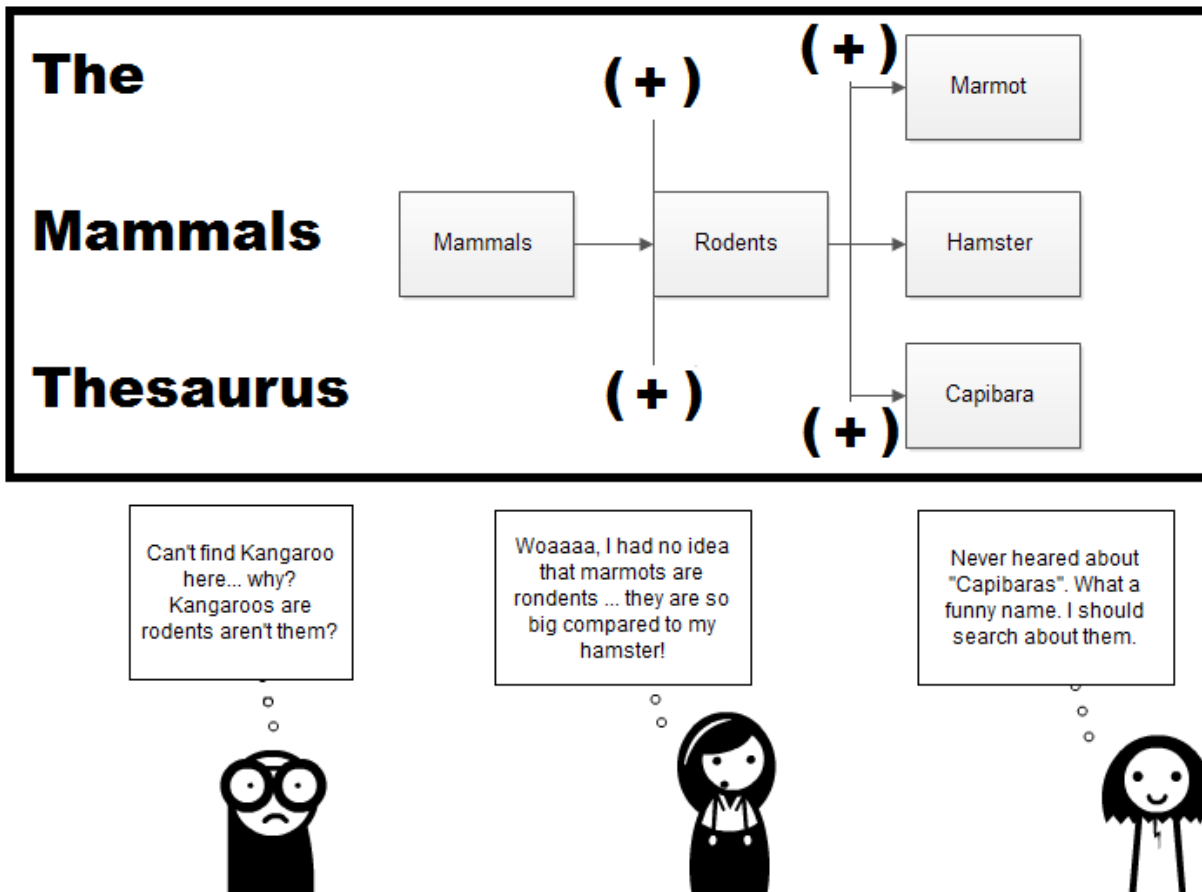 The
Mammals
Thesaurus
(+)
(+)
Marmot
Mammals
Rodents
Hamster
(+)
(+)
Capibara
Can't find Kangaroo
here... why?
Kangaroos are
rodents aren't them?
Woaaaa, I had no idea
that marmots are
rondents ... they are so
big compared to my
hamster!
Never heared about
"Capibaras". What a
funny name. I should
search about them.